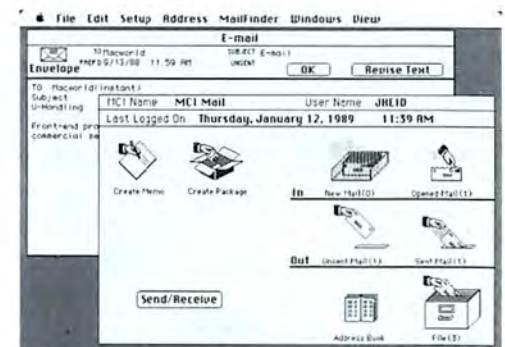 File Edit Setup Address MailFinder Windows View
E-mail
TO Macworld SUBJECT E-mail
Envelope 9/13/88 11:59 AM UNSENT OK Revise Text
TO Macworld(instant)
Subject
U-Handling
Front-end pro
commercial se
MCI Name MCI Mail User Name JHEID
Last Logged On Thursday, January 12, 1989 11:39 AM
Create Memo Create Package
In New Mail(0) Opened Mail(1)
Out Unsent Mail(1) Sent Mail(1)
Send/Receive
Address Book File(3)